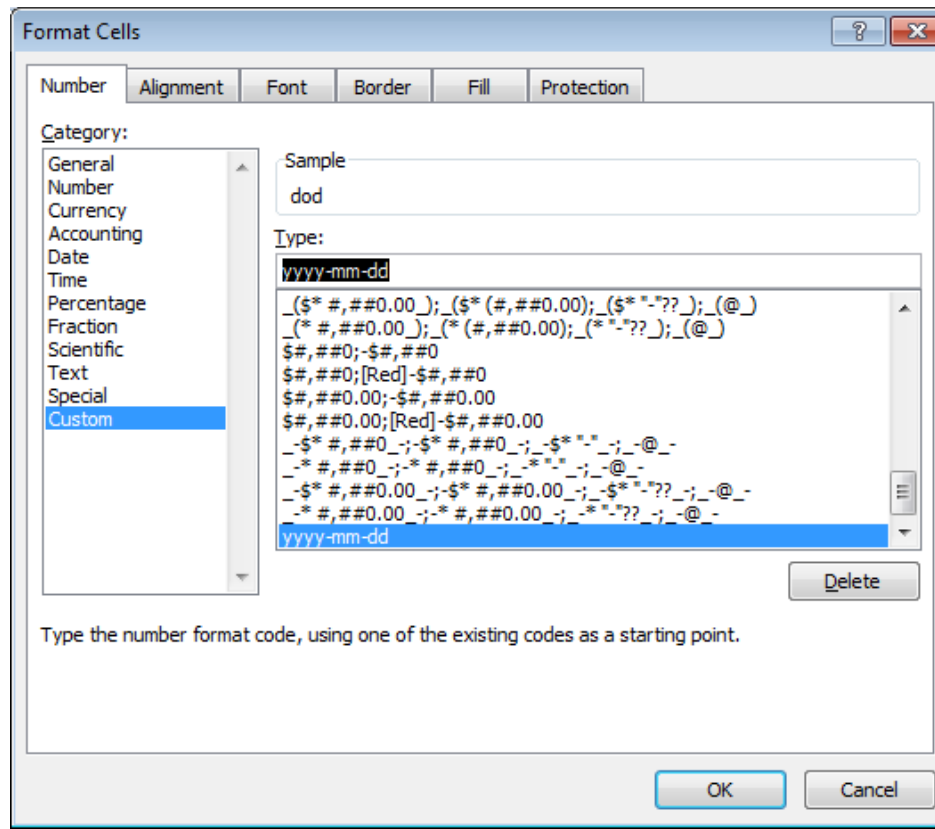 Format Cells
Number Alignment Font Border Fill Protection
Category:
General
Number
Currency
Accounting
Date
Time
Percentage
Fraction
Scientific
Text
Special
Custom
Sample
dod
Type:
yyyy-mm-dd
_($* #,##0.00_);_($* (#,##0.00);_($* "-"??_);_(@_)
_(* #,##0.00_);_(* (#,##0.00);_(* "-"??_);_(@_)
$#,##0;-$#,##0
$#,##0;[Red]-$#,##0
$#,##0.00;-$#,##0.00
$#,##0.00;[Red]-$#,##0.00
_-$* #,##0_-;-$* #,##0_-;_-$* "-"_-;_-@_-
_-* #,##0_-;-* #,##0_-;_-* "-"_-;_-@_-
_-$* #,##0.00_-;-$* #,##0.00_-;_-$* "-"??_-;_-@_-
_-* #,##0.00_-;-* #,##0.00_-;_-* "-"??_-;_-@_-
yyyy-mm-dd
Delete
Type the number format code, using one of the existing codes as a starting point.
OK Cancel